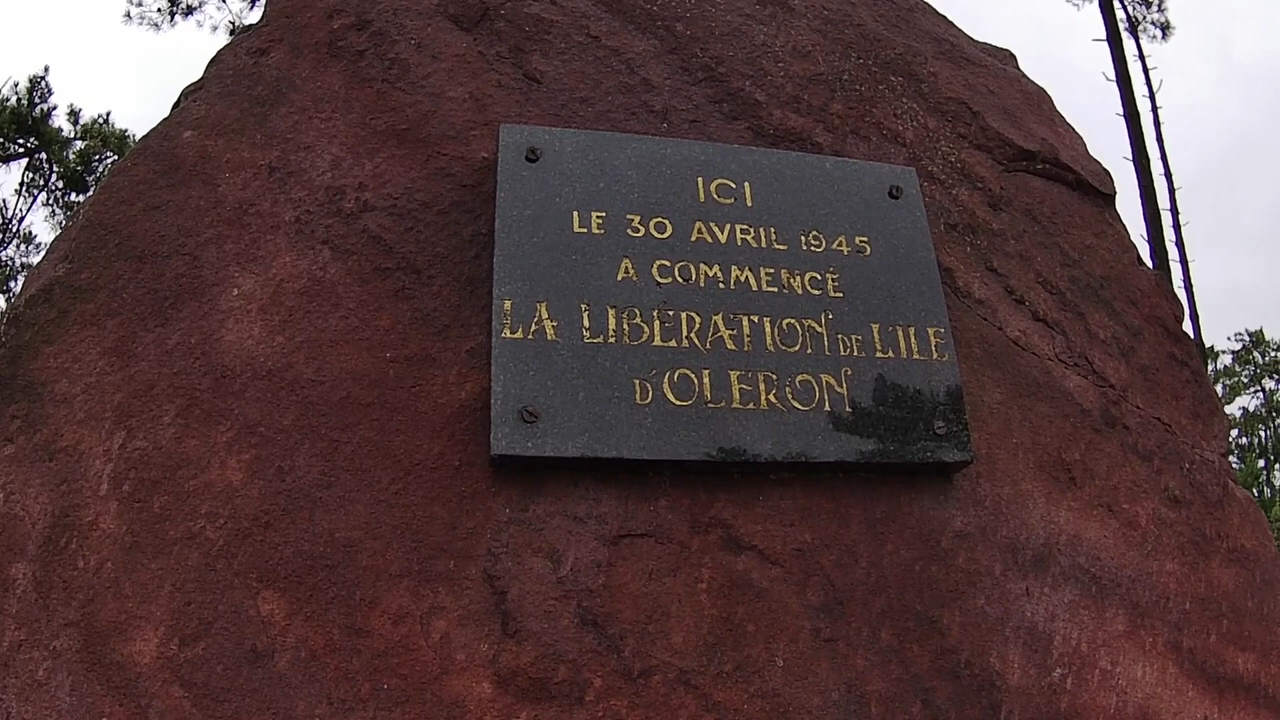 ICI
LE 30 AVRIL 1945
A COMMENCÉ
LA LIBÉRATION DE L'ILE
D'OLERON